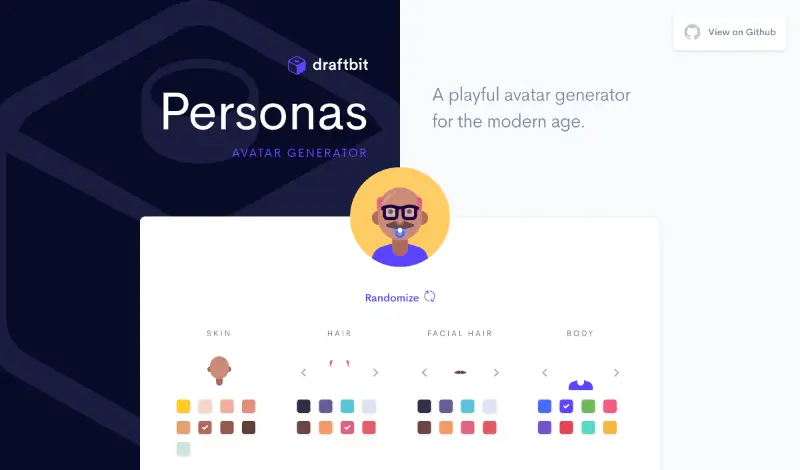 draftbit
Personas
AVATAR GENERATOR
A playful avatar generator
for the modern age.
View on Github
Randomize
SKIN
HAIR
FACIAL HAIR
BODY